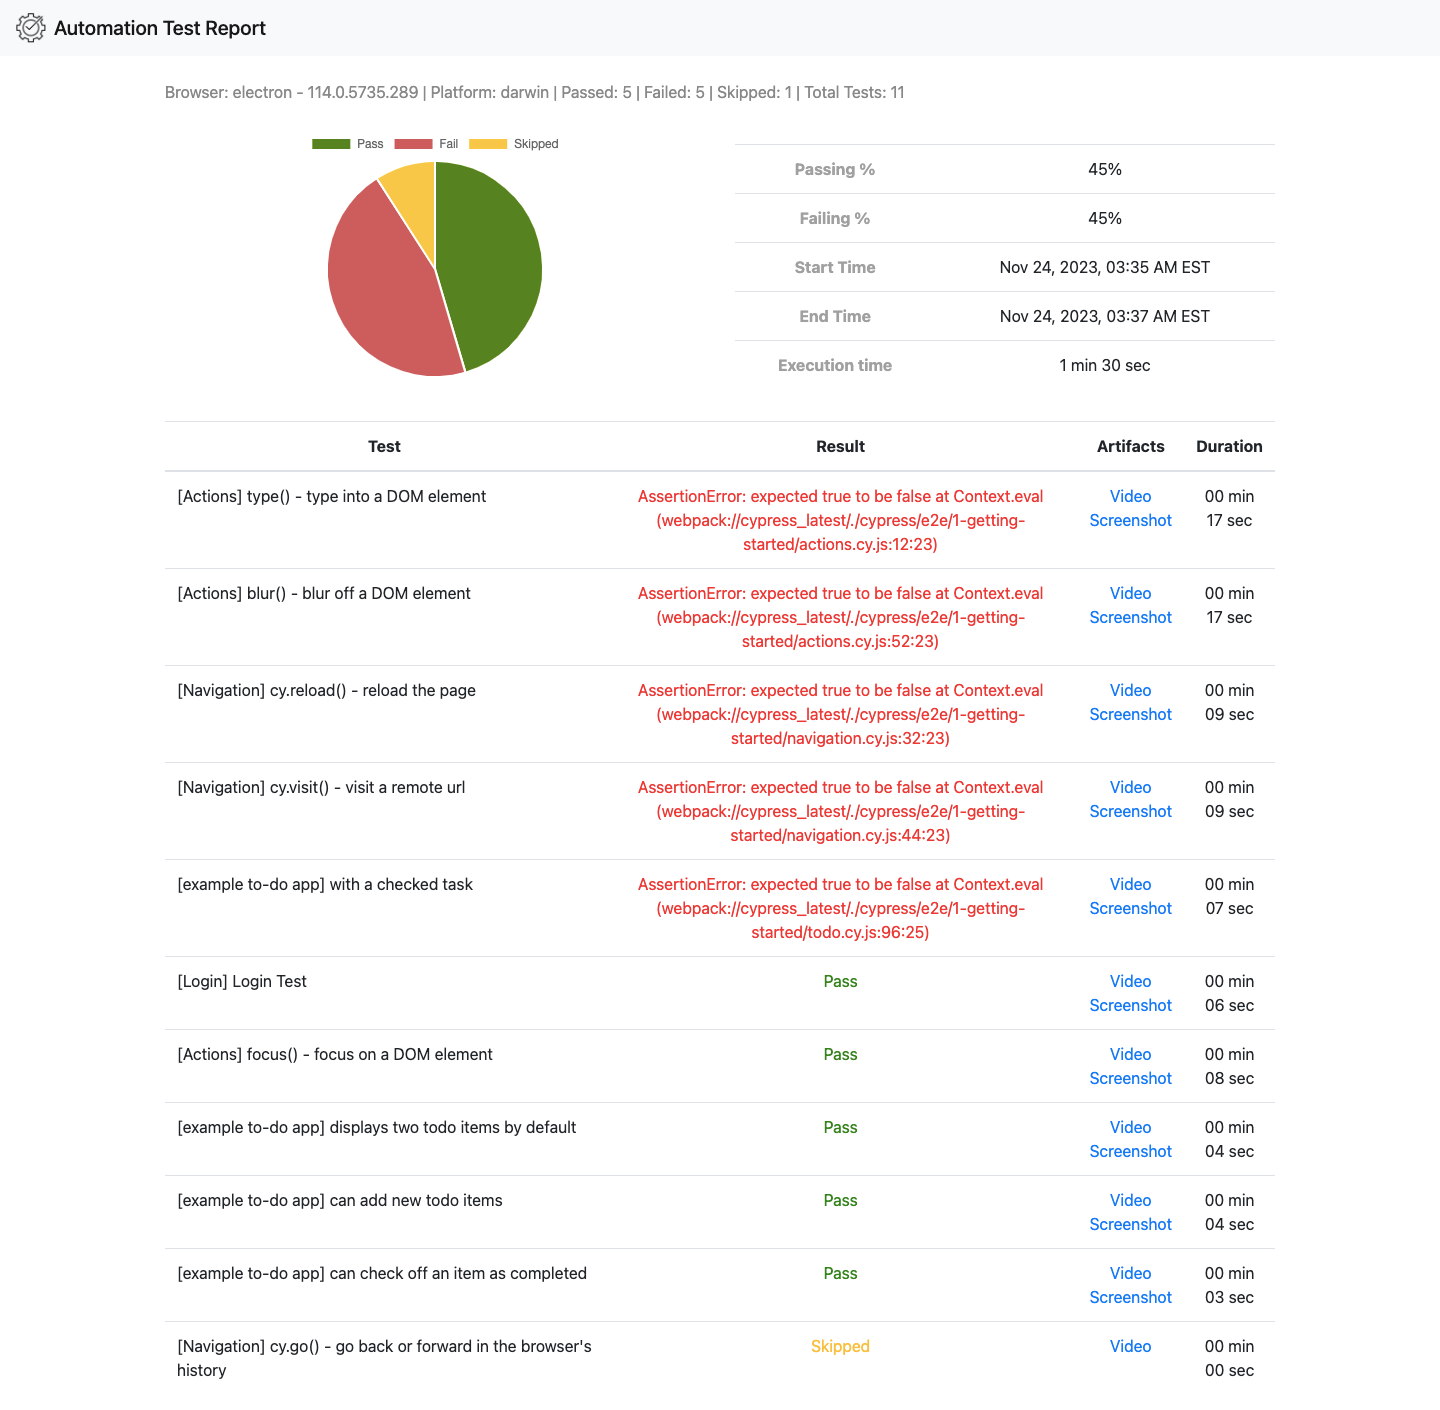 Automation Test Report
Browser: electron - 114.0.5735.289 | Platform: darwin | Passed: 5 | Failed: 5 | Skipped: 1 | Total Tests: 11
Pass Fail Skipped
Passing % 45%
Failing % 45%
Start Time Nov 24, 2023, 03:35 AM EST
End Time Nov 24, 2023, 03:37 AM EST
Execution time 1 min 30 sec
Test Result Artifacts Duration
[Actions] type() - type into a DOM element AssertionError: expected true to be false at Context.eval Video 00 min
(webpack://cypress_latest/./cypress/e2e/1-getting- Screenshot 17 sec
started/actions.cy.js:12:23)
[Actions] blur() - blur off a DOM element AssertionError: expected true to be false at Context.eval Video 00 min
(webpack://cypress_latest/./cypress/e2e/1-getting- Screenshot 17 sec
started/actions.cy.js:52:23)
[Navigation] cy.reload() - reload the page AssertionError: expected true to be false at Context.eval Video 00 min
(webpack://cypress_latest/./cypress/e2e/1-getting- Screenshot 09 sec
started/navigation.cy.js:32:23)
[Navigation] cy.visit() - visit a remote url AssertionError: expected true to be false at Context.eval Video 00 min
(webpack://cypress_latest/./cypress/e2e/1-getting- Screenshot 09 sec
started/navigation.cy.js:44:23)
[example to-do app] with a checked task AssertionError: expected true to be false at Context.eval Video 00 min
(webpack://cypress_latest/./cypress/e2e/1-getting- Screenshot 07 sec
started/todo.cy.js:96:25)
[Login] Login Test Pass Video 00 min
Screenshot 06 sec
[Actions] focus() - focus on a DOM element Pass Video 00 min
Screenshot 08 sec
[example to-do app] displays two todo items by default Pass Video 00 min
Screenshot 04 sec
[example to-do app] can add new todo items Pass Video 00 min
Screenshot 04 sec
[example to-do app] can check off an item as completed Pass Video 00 min
Screenshot 03 sec
[Navigation] cy.go() - go back or forward in the browser's Skipped Video 00 min
history 00 sec